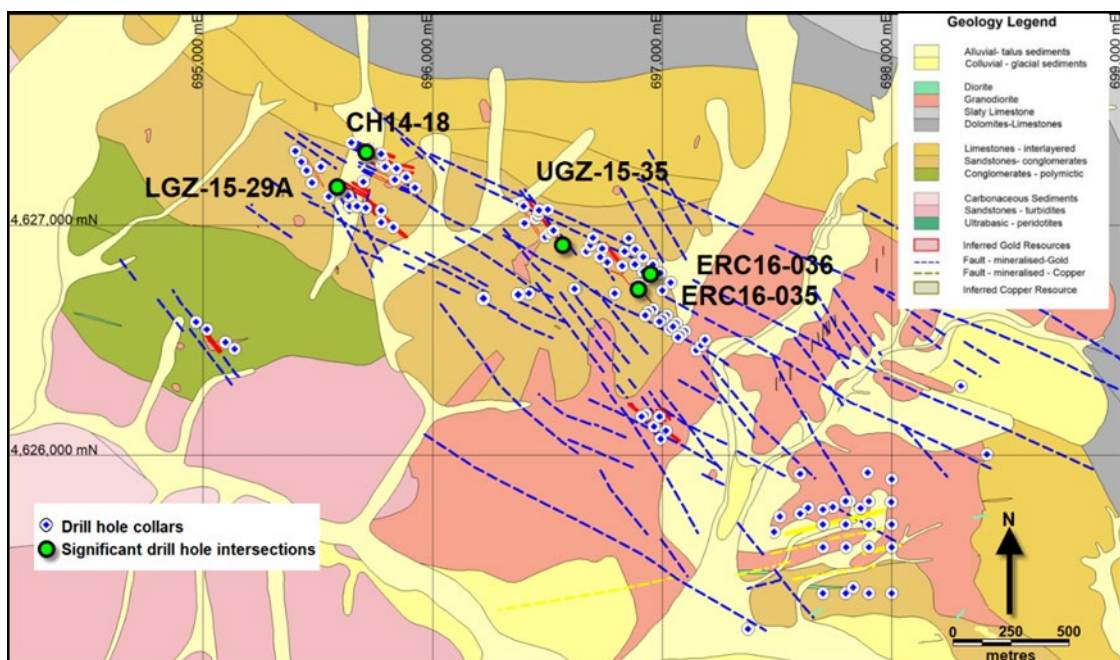 695,000 mE
696,000 mE
697,000 mE
698,000 mE
699,000 mE
Geology Legend
Alluvial- talus sediments
Colluvial - glacial sediments
Diorite
Granodiorite
Slaty Limestone
Dolomites-Limestones
Limestones - interlayered
Sandstones- conglomerates
Conglomerates - polymictic
Carbonaceous Sediments
Sandstones - turbidites
Ultrabasic - peridotites
Inferred Gold Resources
Fault - mineralised-Gold
Fault - mineralised - Copper
Inferred Copper Resource
CH14-18
LGZ-15-29A
UGZ-15-35
4,627,000 mN
ERC16-036
ERC16-035
4,626,000 mN
Drill hole collars
Significant drill hole intersections
N
0 250 500
metres